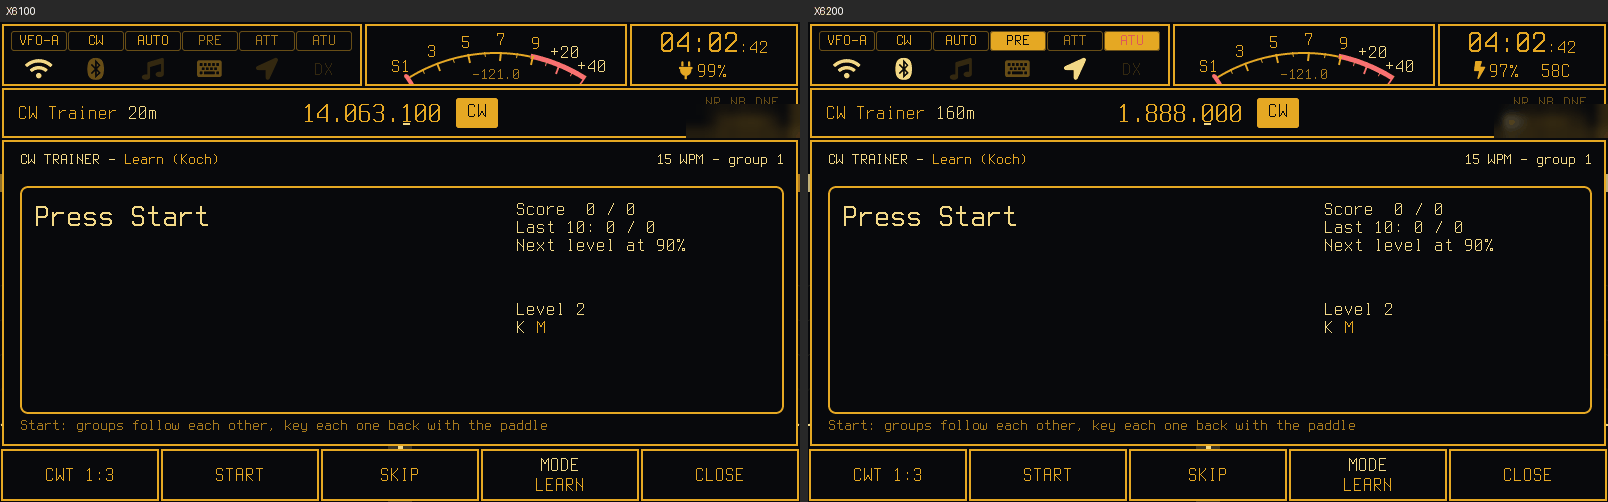 X6100
VFO-A CW AUTO PRE ATT ATU
DX
S1 3 5 7 9 +20 +40
-121.0
04:02:42
99%
CW Trainer 20m 14.063.100 CW
NR NB DNF
CW TRAINER - Learn (Koch) 15 WPM - group 1
Press Start
Score 0 / 0
Last 10: 0 / 0
Next level at 90%
Level 2
K M
Start: groups follow each other, key each one back with the paddle
CWT 1:3 START SKIP MODE LEARN CLOSE
X6200
VFO-A CW AUTO PRE ATT ATU
DX
S1 3 5 7 9 +20 +40
-121.0
04:02:42
97% 58C
CW Trainer 160m 1.888.000 CW
NR NB DNF
CW TRAINER - Learn (Koch) 15 WPM - group 1
Press Start
Score 0 / 0
Last 10: 0 / 0
Next level at 90%
Level 2
K M
Start: groups follow each other, key each one back with the paddle
CWT 1:3 START SKIP MODE LEARN CLOSE